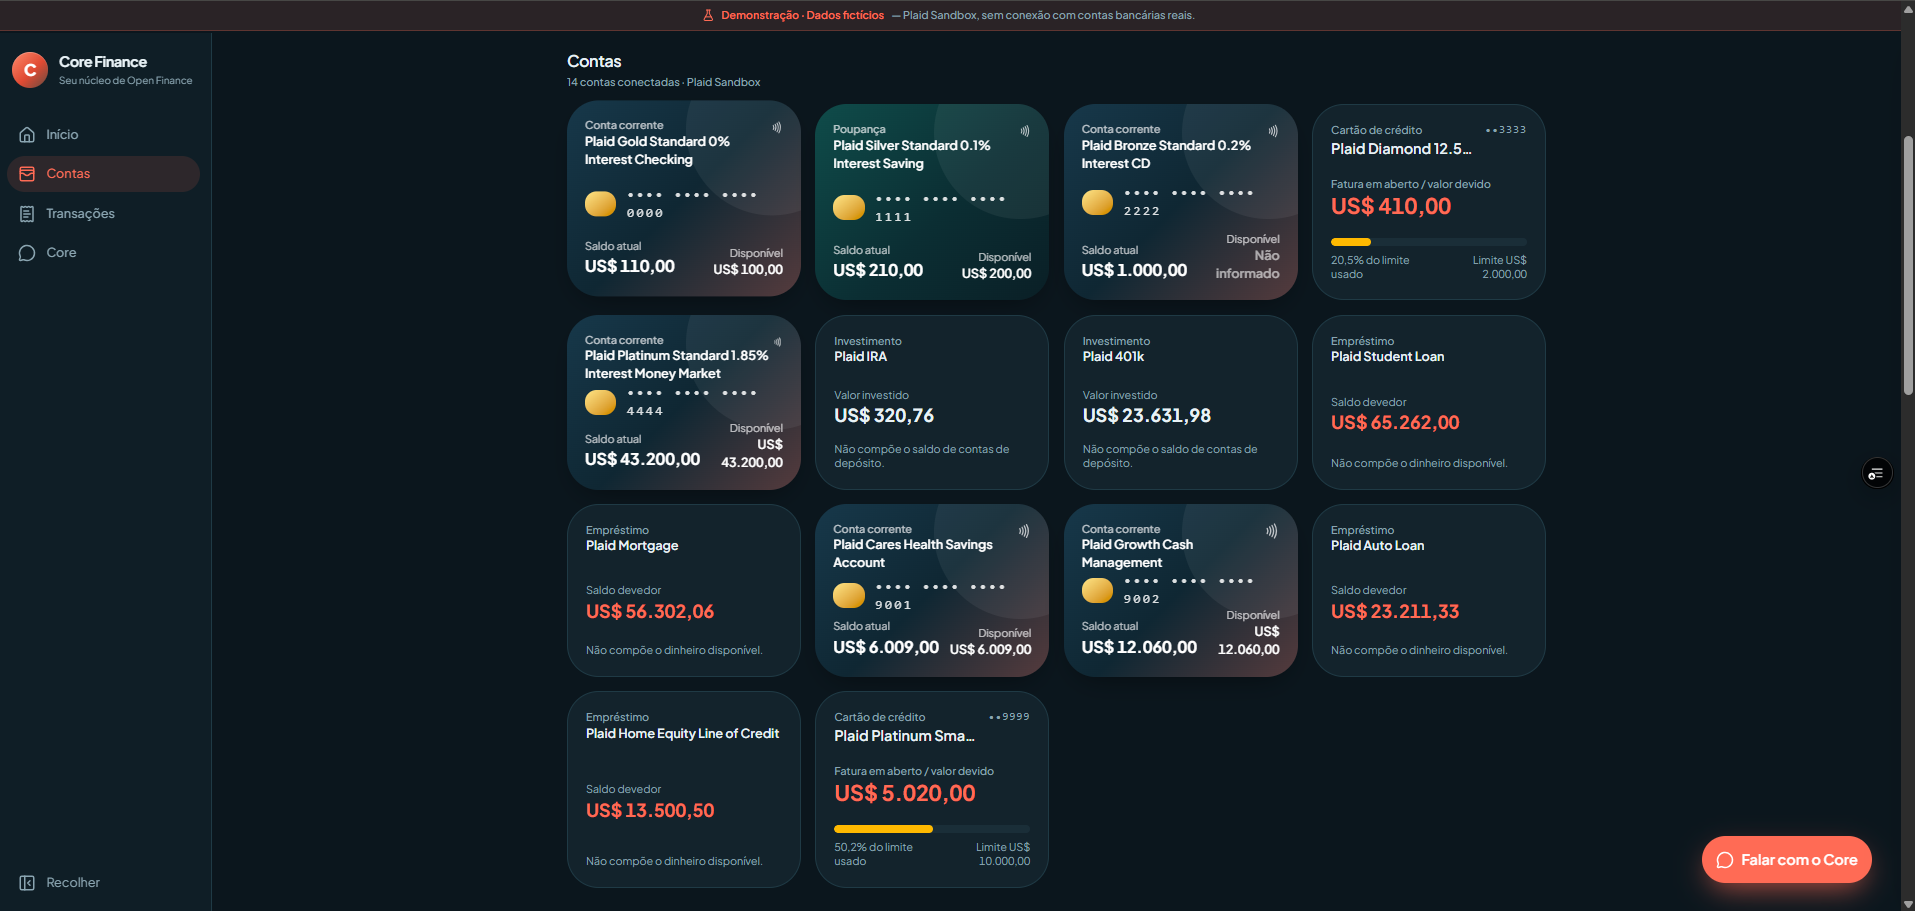 Demonstração · Dados fictícios — Plaid Sandbox, sem conexão com contas bancárias reais.
C
Core Finance
Seu núcleo de Open Finance
Início
Contas
Transações
Core
Recolher
Contas
14 contas conectadas · Plaid Sandbox
Conta corrente
Plaid Gold Standard 0%
Interest Checking
•••• •••• ••••
0000
Saldo atual
US$ 110,00
Disponível
US$ 100,00
Poupança
Plaid Silver Standard 0.1%
Interest Saving
•••• •••• ••••
1111
Saldo atual
US$ 210,00
Disponível
US$ 200,00
Conta corrente
Plaid Bronze Standard 0.2%
Interest CD
•••• •••• ••••
2222
Saldo atual
US$ 1.000,00
Disponível
Não
informado
Cartão de crédito
••3333
Plaid Diamond 12.5...
Fatura em aberto / valor devido
US$ 410,00
20,5% do limite
usado
Limite US$
2.000,00
Conta corrente
Plaid Platinum Standard 1.85%
Interest Money Market
•••• •••• ••••
4444
Saldo atual
US$ 43.200,00
Disponível
US$
43.200,00
Investimento
Plaid IRA
Valor investido
US$ 320,76
Não compõe o saldo de contas de
depósito.
Investimento
Plaid 401k
Valor investido
US$ 23.631,98
Não compõe o saldo de contas de
depósito.
Empréstimo
Plaid Student Loan
Saldo devedor
US$ 65.262,00
Não compõe o dinheiro disponível.
Empréstimo
Plaid Mortgage
Saldo devedor
US$ 56.302,06
Não compõe o dinheiro disponível.
Conta corrente
Plaid Cares Health Savings
Account
•••• •••• ••••
9001
Saldo atual
US$ 6.009,00
Disponível
US$ 6.009,00
Conta corrente
Plaid Growth Cash
Management
•••• •••• ••••
9002
Saldo atual
US$ 12.060,00
Disponível
US$
12.060,00
Empréstimo
Plaid Auto Loan
Saldo devedor
US$ 23.211,33
Não compõe o dinheiro disponível.
Empréstimo
Plaid Home Equity Line of Credit
Saldo devedor
US$ 13.500,50
Não compõe o dinheiro disponível.
Cartão de crédito
••9999
Plaid Platinum Sma...
Fatura em aberto / valor devido
US$ 5.020,00
50,2% do limite
usado
Limite US$
10.000,00
Falar com o Core